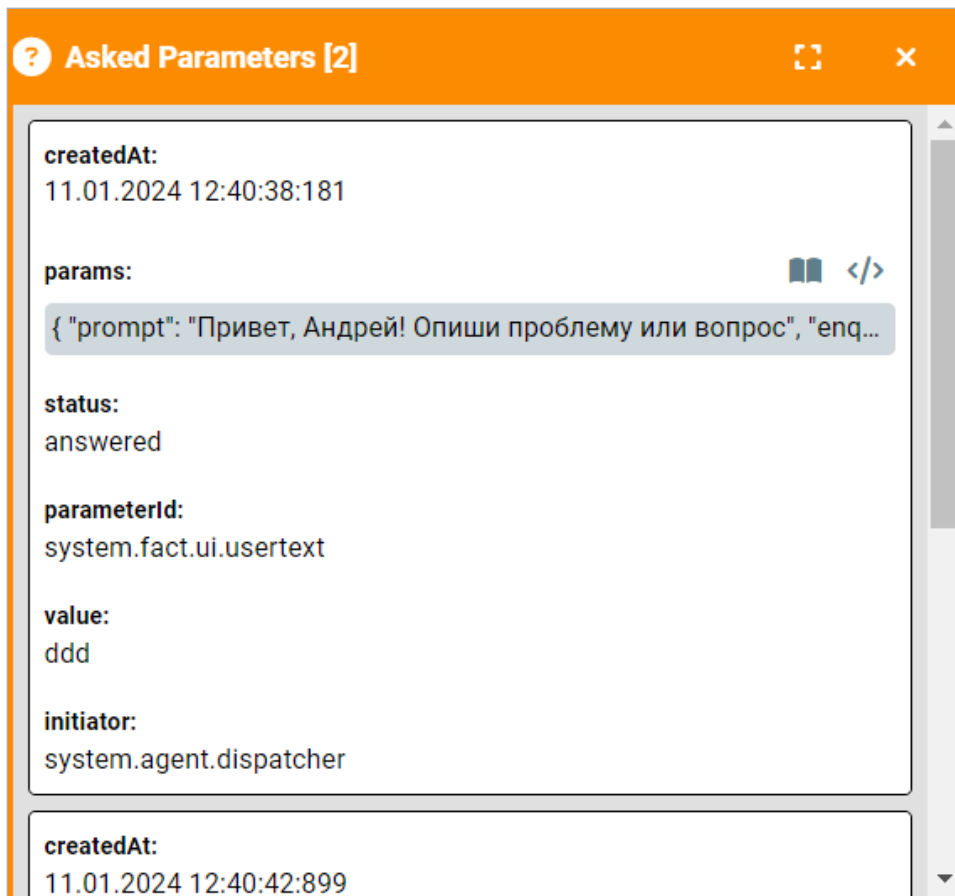 Asked Parameters [2]
createdAt:
11.01.2024 12:40:38:181
params:
{ "prompt": "Привет, Андрей! Опиши проблему или вопрос", "enq...
status:
answered
parameterId:
system.fact.ui.usertext
value:
ddd
initiator:
system.agent.dispatcher
createdAt:
11.01.2024 12:40:42:899